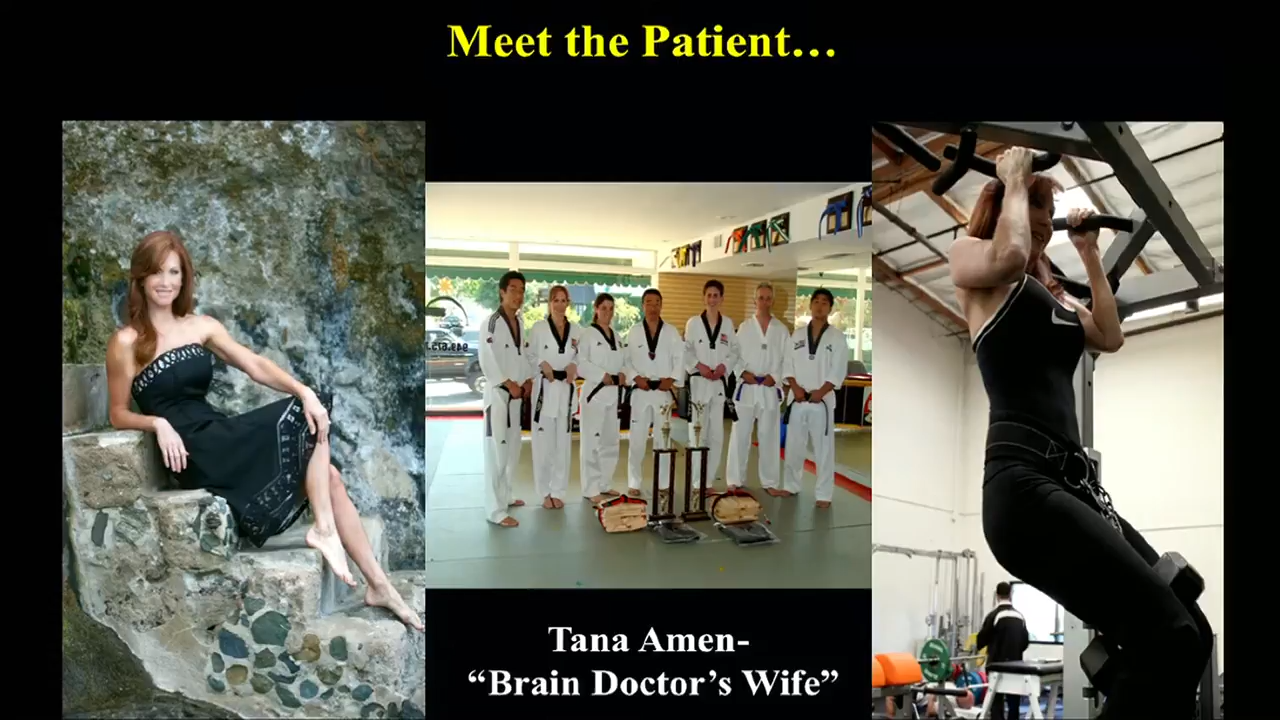 Meet the Patient…
Tana Amen-
“Brain Doctor’s Wife”